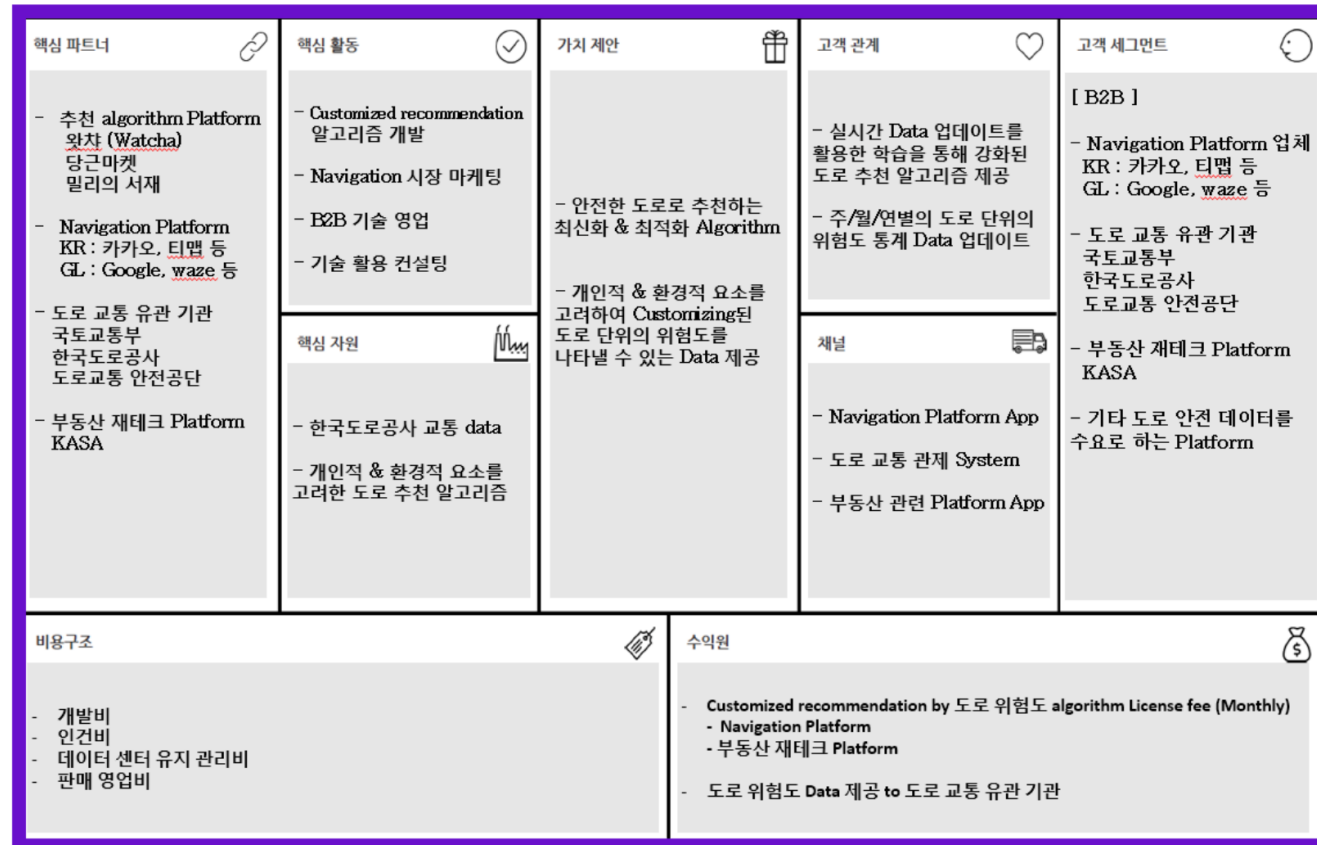 핵심 파트너
- 추천 algorithm Platform
왓챠 (Watcha)
당근마켓
밀리의 서재
- Navigation Platform
KR : 카카오, 티맵 등
GL : Google, waze 등
- 도로 교통 유관 기관
국토교통부
한국도로공사
도로교통 안전공단
- 부동산 재테크 Platform
KASA
핵심 활동
- Customized recommendation
알고리즘 개발
- Navigation 시장 마케팅
- B2B 기술 영업
- 기술 활용 컨설팅
핵심 자원
- 한국도로공사 교통 data
- 개인적 & 환경적 요소를
고려한 도로 추천 알고리즘
가치 제안
- 안전한 도로로 추천하는
최신화 & 최적화 Algorithm
- 개인적 & 환경적 요소를
고려하여 Customizing된
도로 단위의 위험도를
나타낼 수 있는 Data 제공
고객 관계
- 실시간 Data 업데이트를
활용한 학습을 통해 강화된
도로 추천 알고리즘 제공
- 주/월/연별의 도로 단위의
위험도 통계 Data 업데이트
채널
- Navigation Platform App
- 도로 교통 관제 System
- 부동산 관련 Platform App
고객 세그먼트
[ B2B ]
- Navigation Platform 업체
KR : 카카오, 티맵 등
GL : Google, waze 등
- 도로 교통 유관 기관
국토교통부
한국도로공사
도로교통 안전공단
- 부동산 재테크 Platform
KASA
- 기타 도로 안전 데이터를
수요로 하는 Platform
비용구조
- 개발비
- 인건비
- 데이터 센터 유지 관리비
- 판매 영업비
수익원
$
- Customized recommendation by 도로 위험도 algorithm License fee (Monthly)
- Navigation Platform
- 부동산 재테크 Platform
- 도로 위험도 Data 제공 to 도로 교통 유관 기관